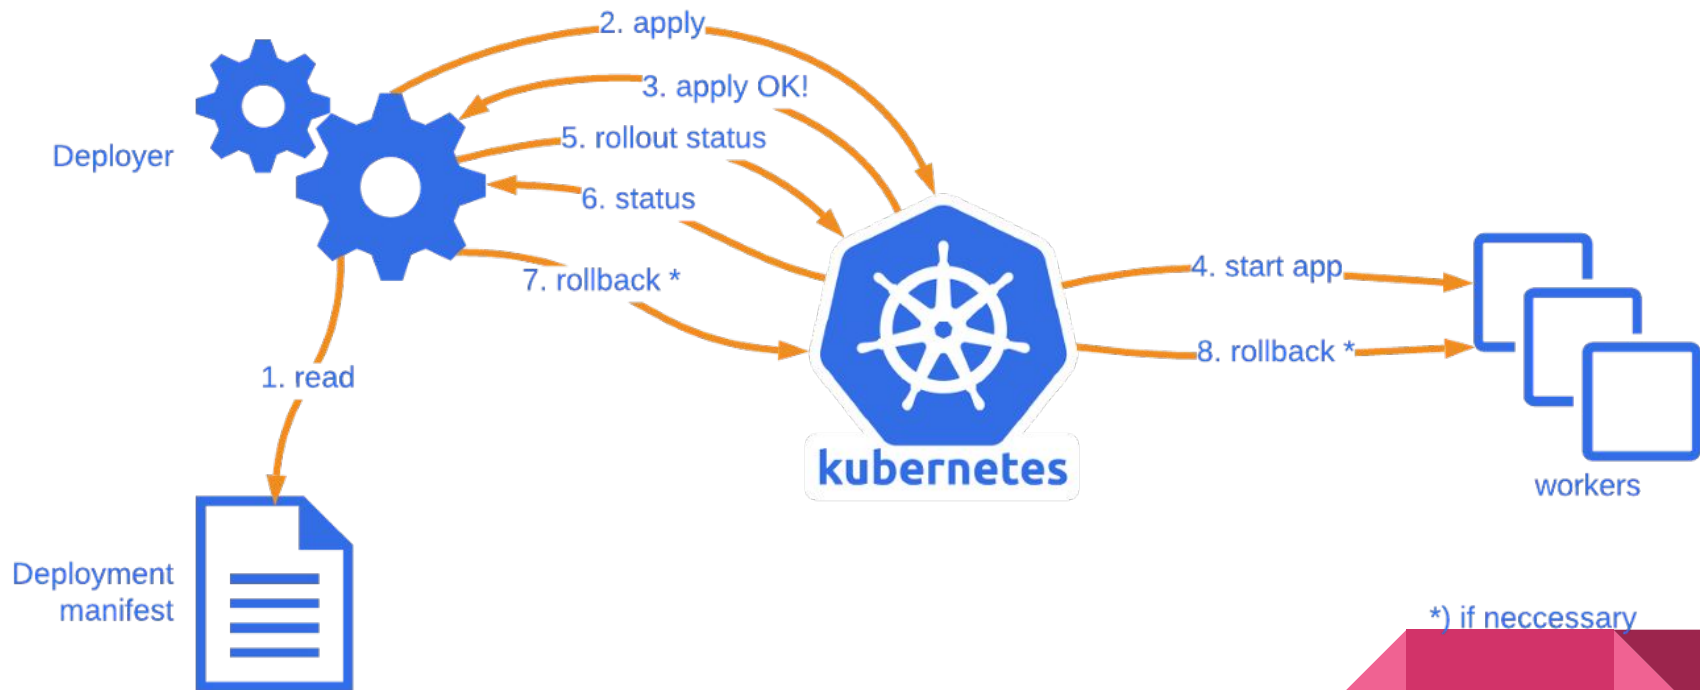 2. apply
3. apply OK!
5. rollout status
Deployer
6. status
7. rollback *
4. start app
8. rollback *
1. read
kubernetes
workers
Deployment
manifest
*) if neccessary